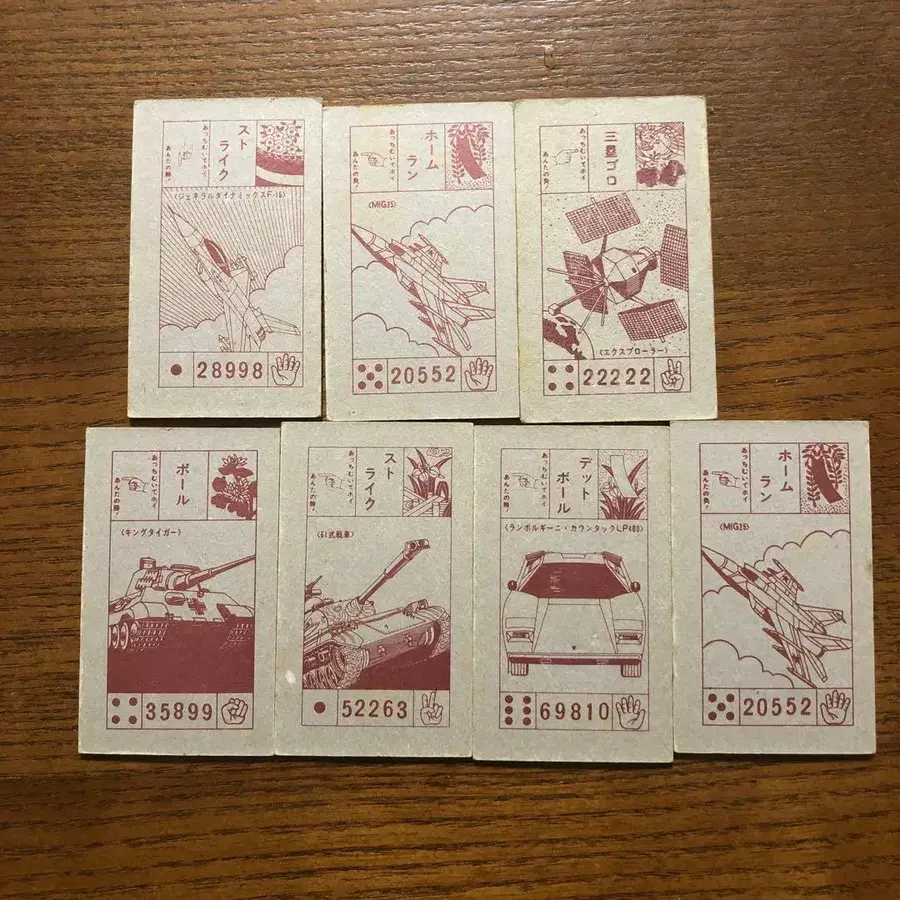 ストライク
あっちむいてホイ
あんたの勝!
〈ジェネラルダイナミックスF-16〉
28998
ホームラン
あっちむいてホイ
あんたの負!
〈MIG25〉
20552
三塁ゴロ
あっちむいてホイ
あんたの負!
〈エクスプローラー〉
22222
ボール
あっちむいてホイ
あんたの勝!
〈キングタイガー〉
35899
ストライク
あっちむいてホイ
あんたの勝!
〈61式戦車〉
52263
デットボール
あっちむいてホイ
あんたの勝!
〈ランボルギーニ・カウンタックLP400〉
69810
ホームラン
あっちむいてホイ
あんたの負!
〈MIG25〉
20552